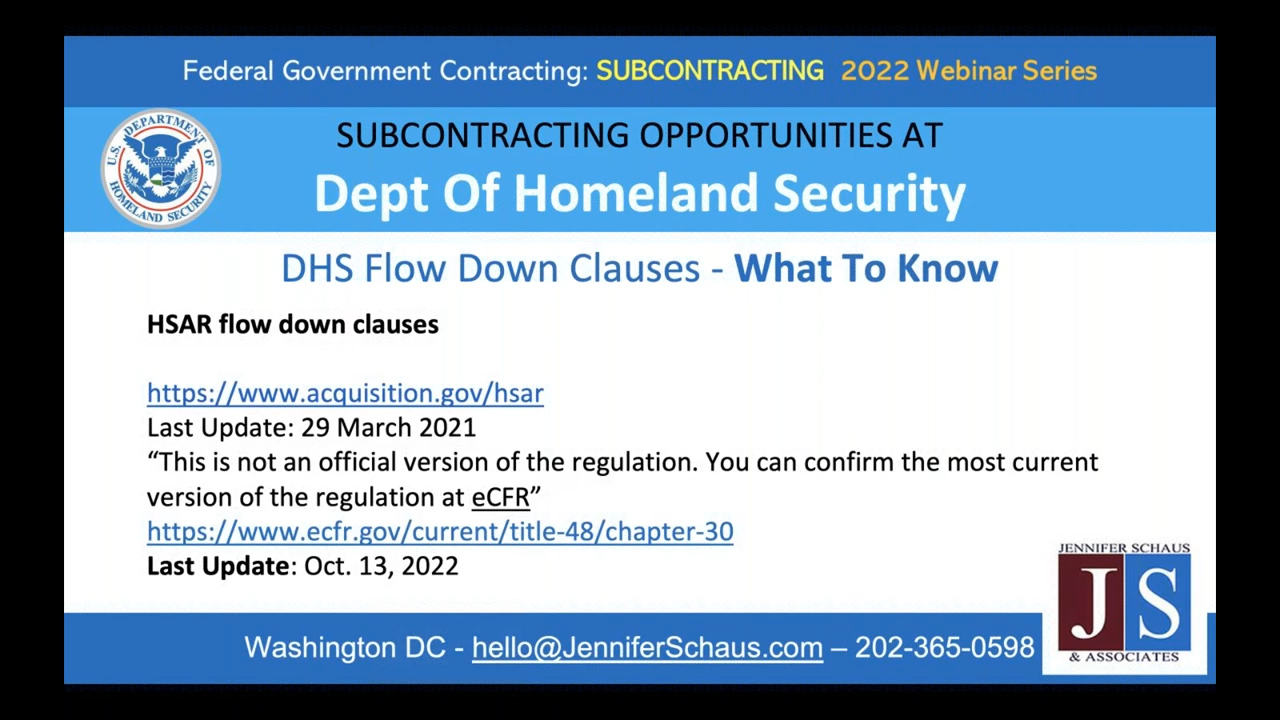 Federal Government Contracting: SUBCONTRACTING 2022 Webinar Series
U.S. DEPARTMENT OF HOMELAND SECURITY
SUBCONTRACTING OPPORTUNITIES AT
Dept Of Homeland Security
DHS Flow Down Clauses - What To Know
HSAR flow down clauses
https://www.acquisition.gov/hsar
Last Update: 29 March 2021
“This is not an official version of the regulation. You can confirm the most current
version of the regulation at eCFR”
https://www.ecfr.gov/current/title-48/chapter-30
Last Update: Oct. 13, 2022
JENNIFER SCHAUS
JS
& ASSOCIATES
Washington DC - hello@JenniferSchaus.com – 202-365-0598